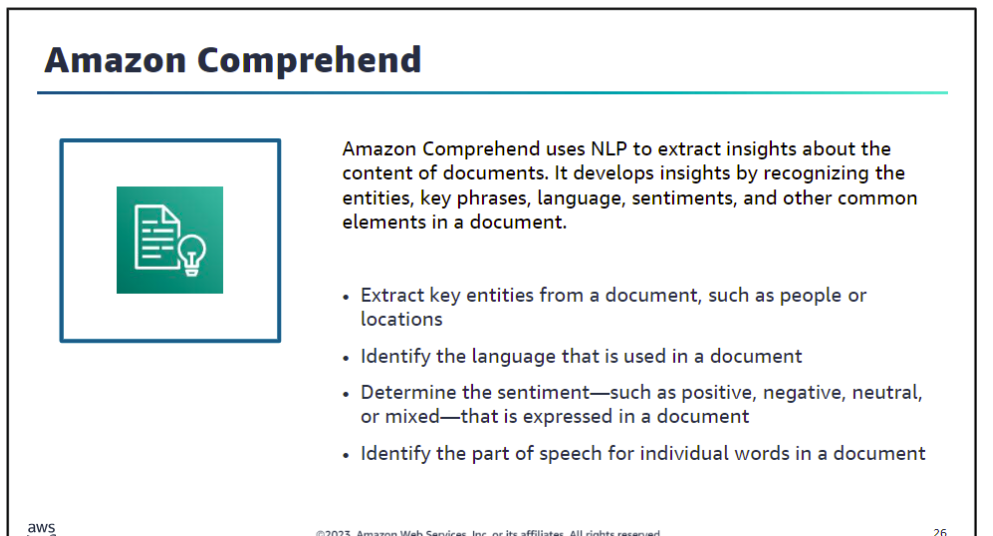 Amazon Comprehend
Amazon Comprehend uses NLP to extract insights about the
content of documents. It develops insights by recognizing the
entities, key phrases, language, sentiments, and other common
elements in a document.
• Extract key entities from a document, such as people or
locations
• Identify the language that is used in a document
• Determine the sentiment—such as positive, negative, neutral,
or mixed—that is expressed in a document
• Identify the part of speech for individual words in a document
aws
©2023, Amazon Web Services, Inc. or its affiliates. All rights reserved.
26